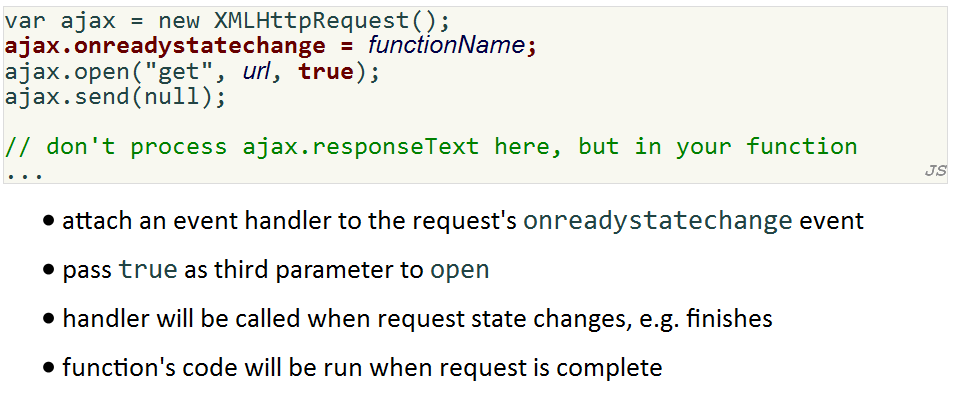 var ajax = new XMLHttpRequest();
ajax.onreadystatechange = functionName;
ajax.open("get", url, true);
ajax.send(null);
// don't process ajax.responseText here, but in your function
...
JS
• attach an event handler to the request's onreadystatechange event
• pass true as third parameter to open
• handler will be called when request state changes, e.g. finishes
• function's code will be run when request is complete